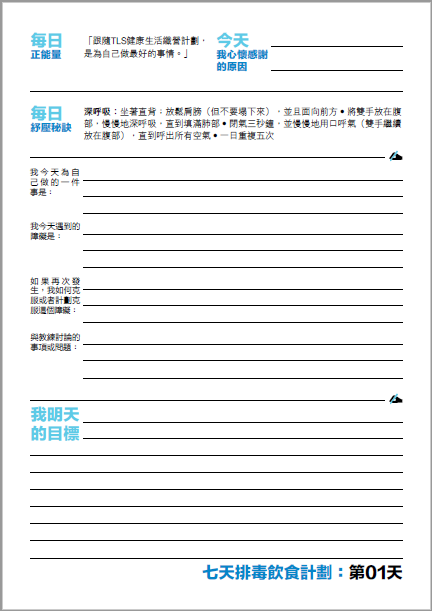 每日
正能量
「跟隨TLS健康生活纖營計劃，
是為自己做最好的事情。」
今天
我心懷感謝
的原因
每日
紓壓秘訣
深呼吸：坐著直背；放鬆肩膀（但不要塌下來），並且面向前方 • 將雙手放在腹
部，慢慢地深呼吸，直到填滿肺部 • 閉氣三秒鐘，並慢慢地用口呼氣（雙手繼續
放在腹部），直到呼出所有空氣 • 一日重複五次
我今天為自
己做的一件
事是：
我今天遇到的
障礙是：
如果再次發
生，我如何克
服或者計劃克
服這個障礙：
與教練討論的
事項或問題：
我明天
的目標
七天排毒飲食計劃：第01天